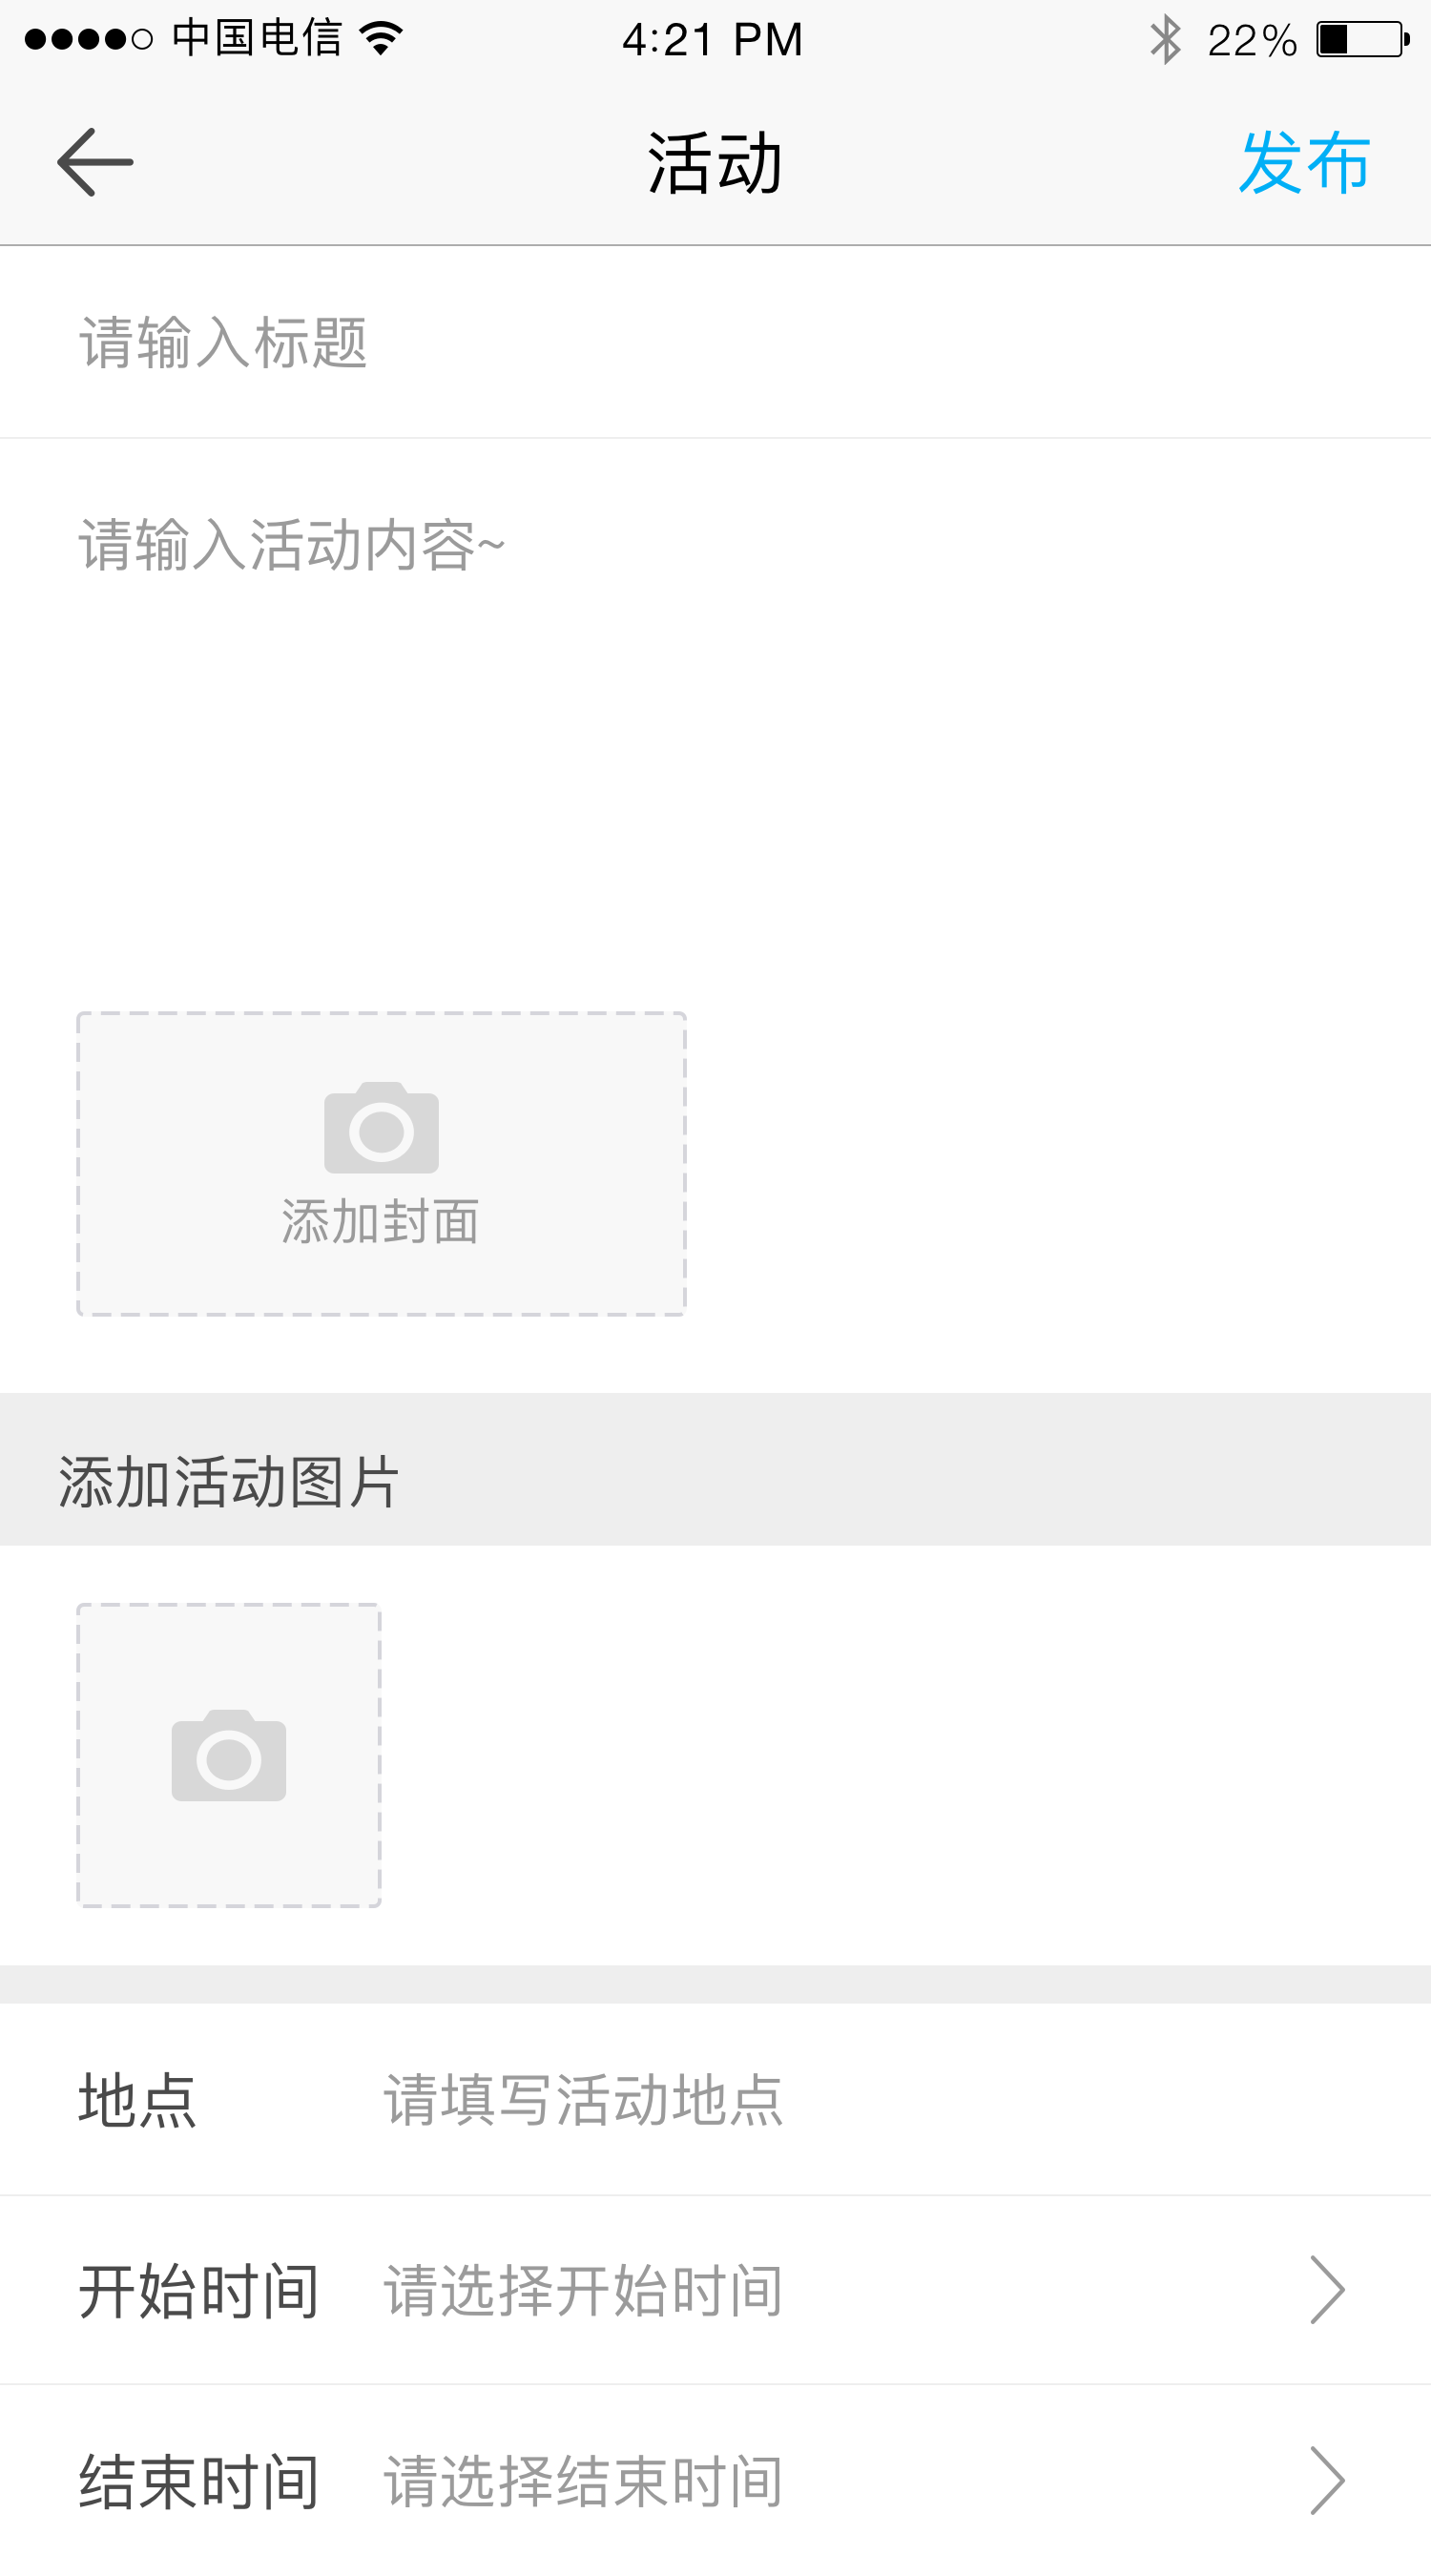 中国电信 4:21 PM 22%
活动 发布
请输入标题
请输入活动内容~
添加封面
添加活动图片
地点 请填写活动地点
开始时间 请选择开始时间
结束时间 请选择结束时间